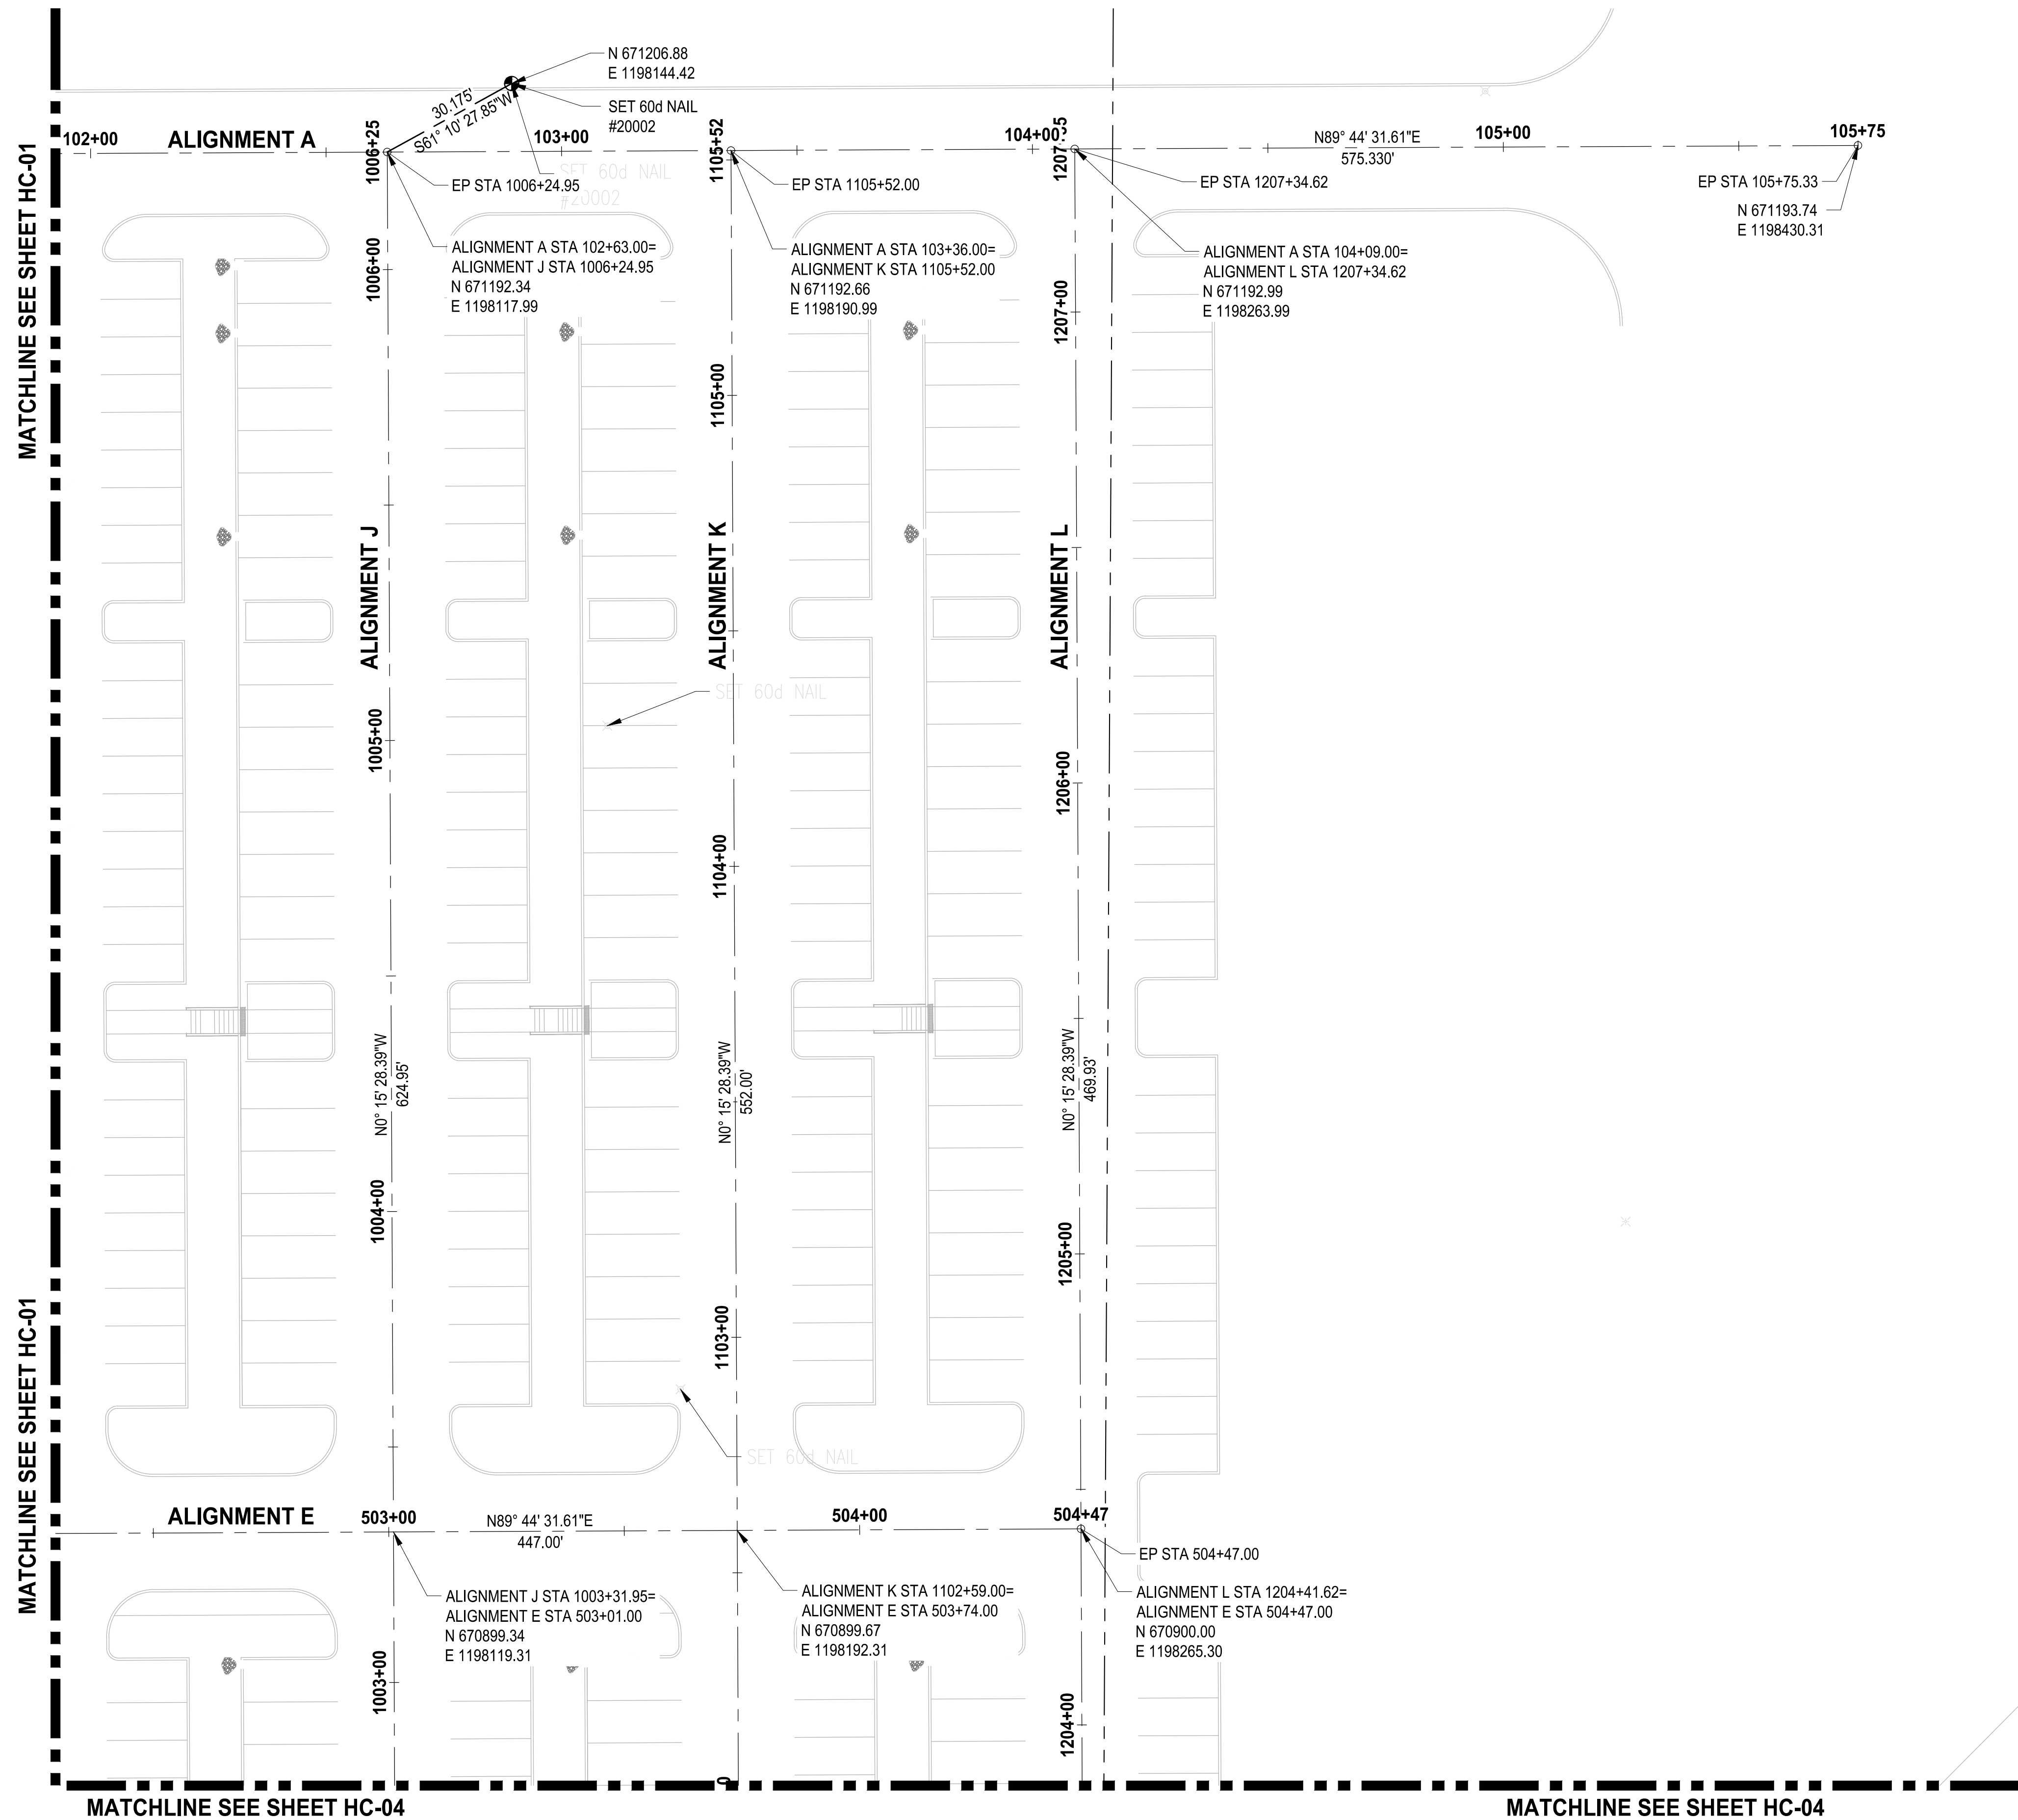 N 671206.88
E 1198144.42
SET 60d NAIL
#20002
30.175'
S61° 10' 27.85"W
102+00
ALIGNMENT A
1006+25
103+00
1105+52
104+00
N89° 44' 31.61"E
575.330'
105+00
105+75
SET 60d NAIL
#20002
EP STA 1006+24.95
EP STA 1105+52.00
EP STA 1207+34.62
EP STA 105+75.33
N 671193.74
E 1198430.31
ALIGNMENT A STA 102+63.00=
ALIGNMENT J STA 1006+24.95
N 671192.34
E 1198117.99
ALIGNMENT A STA 103+36.00=
ALIGNMENT K STA 1105+52.00
N 671192.66
E 1198190.99
ALIGNMENT A STA 104+09.00=
ALIGNMENT L STA 1207+34.62
N 671192.99
E 1198263.99
MATCHLINE SEE SHEET HC-01
1006+00
1207+00
1105+00
ALIGNMENT J
ALIGNMENT K
ALIGNMENT L
SET 60d NAIL
1005+00
1206+00
1104+00
N0° 15' 28.39"W
624.95'
N0° 15' 28.39"W
552.00'
N0° 15' 28.39"W
469.93'
1004+00
1205+00
1103+00
MATCHLINE SEE SHEET HC-01
SET 60d NAIL
ALIGNMENT E
503+00
N89° 44' 31.61"E
447.00'
504+00
504+47
EP STA 504+47.00
ALIGNMENT J STA 1003+31.95=
ALIGNMENT E STA 503+01.00
N 670899.34
E 1198119.31
ALIGNMENT K STA 1102+59.00=
ALIGNMENT E STA 503+74.00
N 670899.67
E 1198192.31
ALIGNMENT L STA 1204+41.62=
ALIGNMENT E STA 504+47.00
N 670900.00
E 1198265.30
1003+00
1204+00
0
MATCHLINE SEE SHEET HC-04
MATCHLINE SEE SHEET HC-04